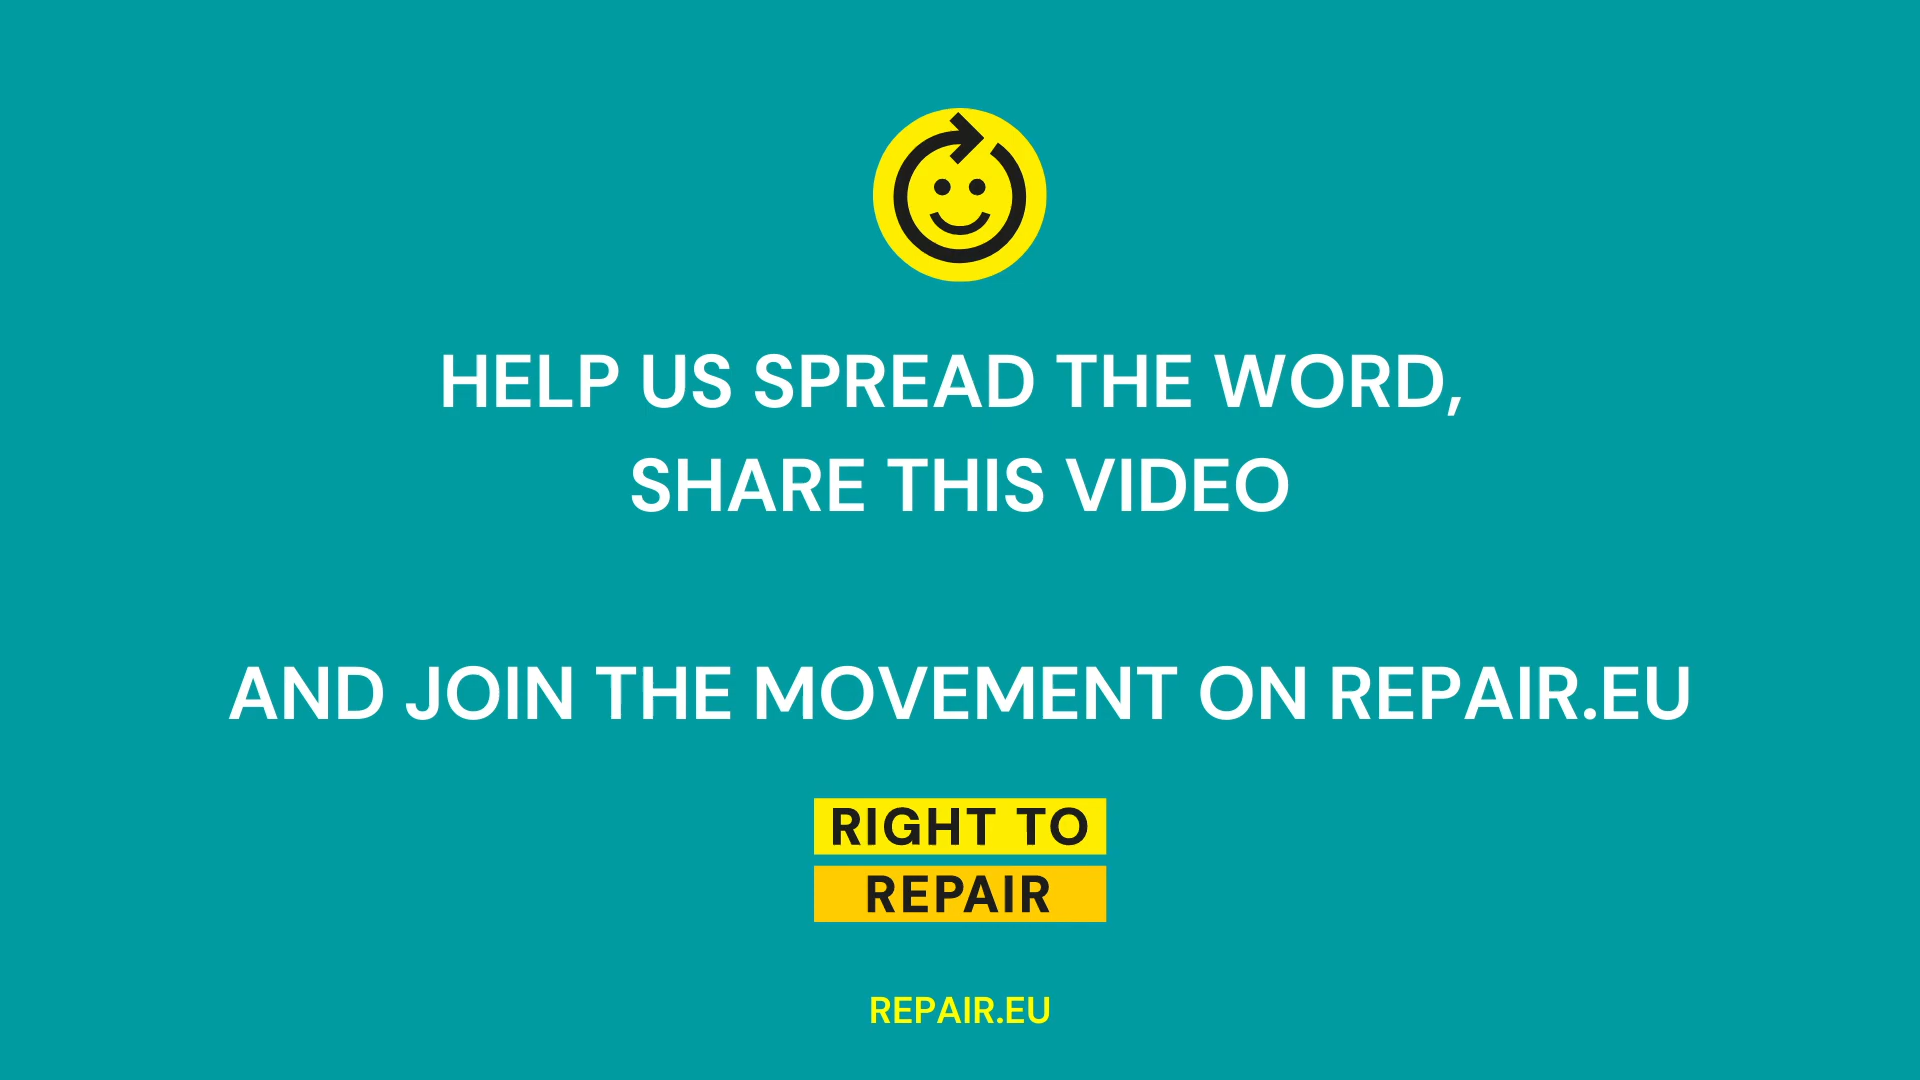 HELP US SPREAD THE WORD,
SHARE THIS VIDEO
AND JOIN THE MOVEMENT ON REPAIR.EU
RIGHT TO
REPAIR
REPAIR.EU